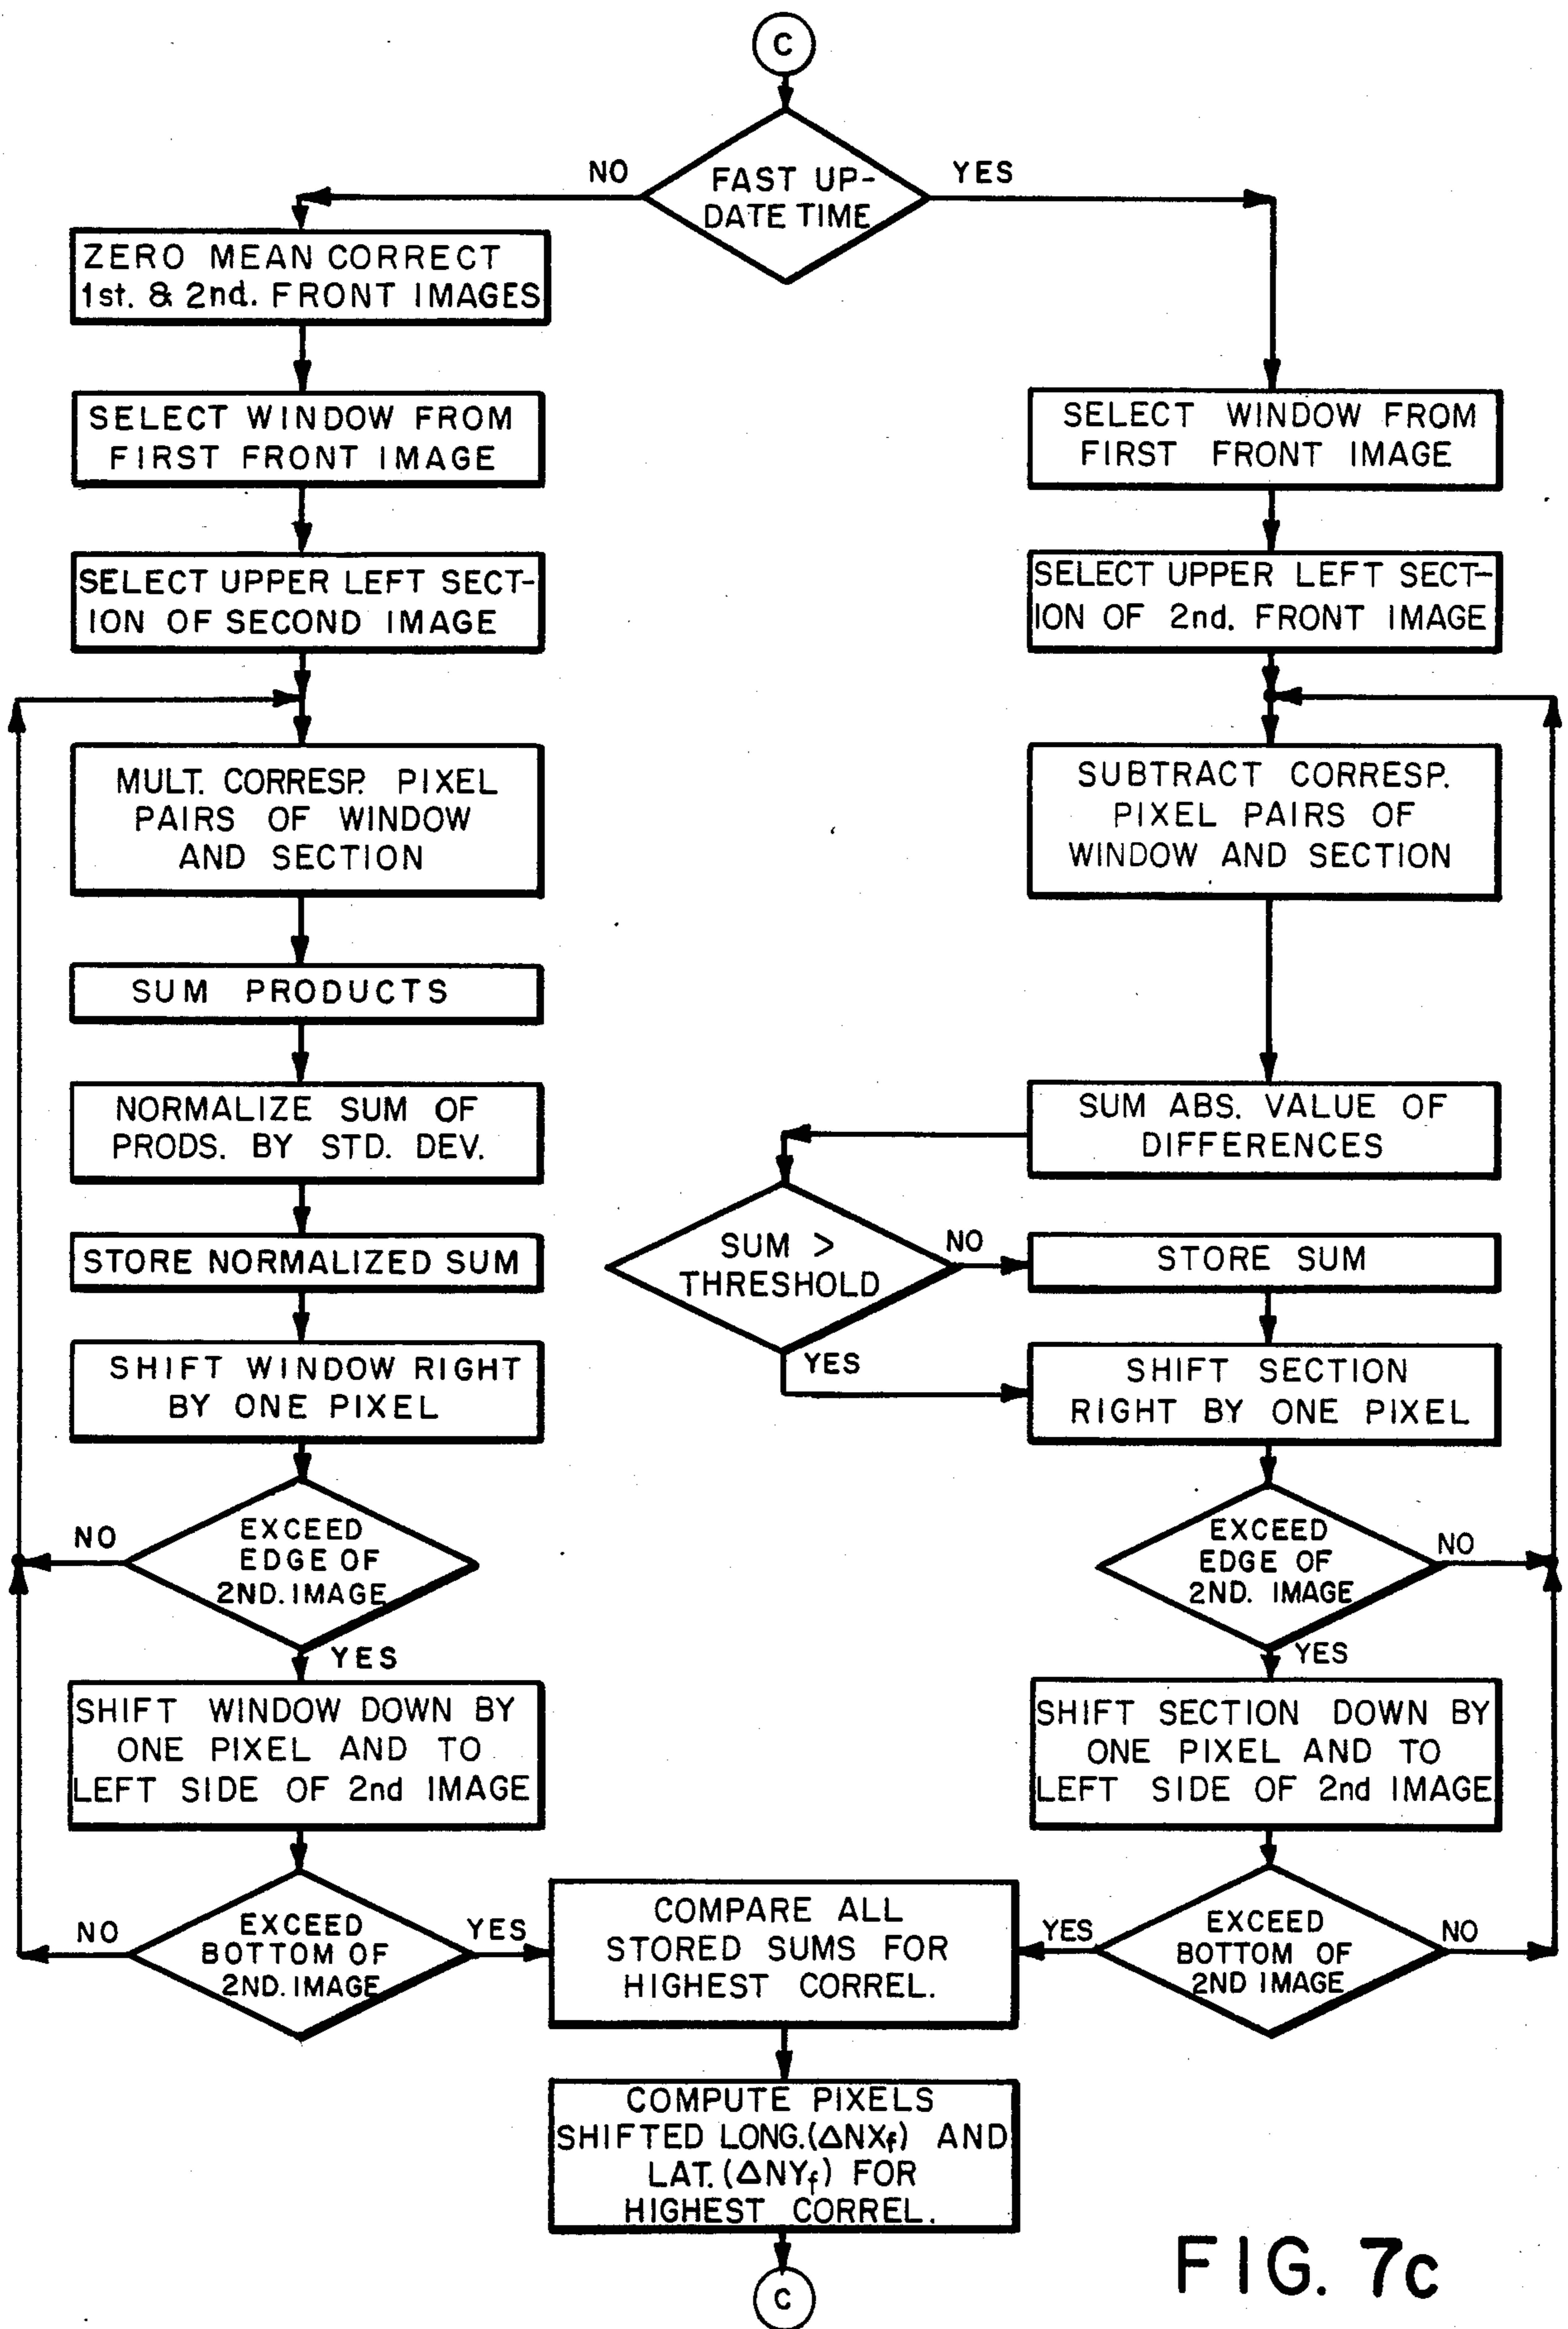 C
FAST UP-
DATE TIME
NO
YES
ZERO MEAN CORRECT
1st. & 2nd. FRONT IMAGES
SELECT WINDOW FROM
FIRST FRONT IMAGE
SELECT UPPER LEFT SECT-
ION OF SECOND IMAGE
MULT. CORRESP. PIXEL
PAIRS OF WINDOW
AND SECTION
SUM PRODUCTS
NORMALIZE SUM OF
PRODS. BY STD. DEV.
STORE NORMALIZED SUM
SHIFT WINDOW RIGHT
BY ONE PIXEL
EXCEED
EDGE OF
2ND. IMAGE
NO
YES
SHIFT WINDOW DOWN BY
ONE PIXEL AND TO
LEFT SIDE OF 2nd IMAGE
EXCEED
BOTTOM OF
2ND. IMAGE
NO
YES
SELECT WINDOW FROM
FIRST FRONT IMAGE
SELECT UPPER LEFT SECT-
ION OF 2nd. FRONT IMAGE
SUBTRACT CORRESP.
PIXEL PAIRS OF
WINDOW AND SECTION
SUM ABS. VALUE OF
DIFFERENCES
SUM >
THRESHOLD
NO
YES
STORE SUM
SHIFT SECTION
RIGHT BY ONE PIXEL
EXCEED
EDGE OF
2ND. IMAGE
NO
YES
SHIFT SECTION DOWN BY
ONE PIXEL AND TO
LEFT SIDE OF 2nd IMAGE
EXCEED
BOTTOM OF
2ND IMAGE
YES
NO
COMPARE ALL
STORED SUMS FOR
HIGHEST CORREL.
COMPUTE PIXELS
SHIFTED LONG.(ΔNXf) AND
LAT.(ΔNYf) FOR
HIGHEST CORREL.
C
FIG. 7c